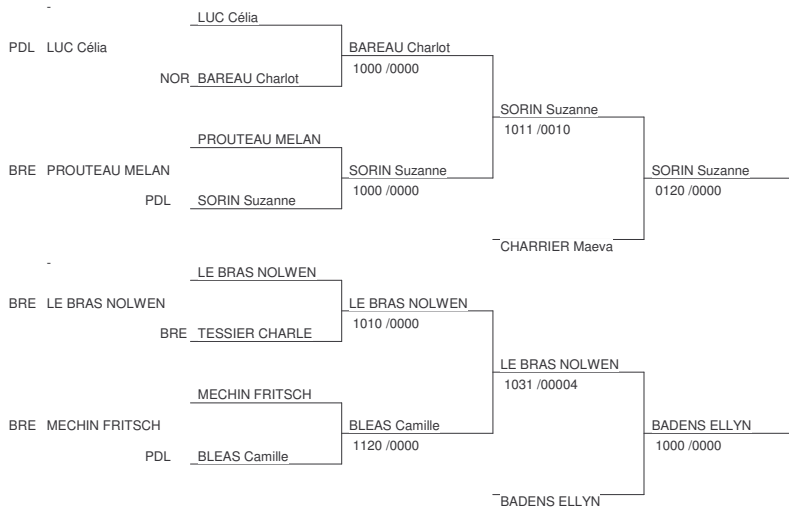 -
LUC Célia
PDL LUC Célia BAREAU Charlot
1000 /0000
NOR BAREAU Charlot
SORIN Suzanne
1011 /0010
PROUTEAU MELAN
BRE PROUTEAU MELAN SORIN Suzanne SORIN Suzanne
1000 /0000 0120 /0000
PDL SORIN Suzanne
CHARRIER Maeva
-
LE BRAS NOLWEN
BRE LE BRAS NOLWEN LE BRAS NOLWEN
1010 /0000
BRE TESSIER CHARLE
LE BRAS NOLWEN
1031 /00004
MECHIN FRITSCH
BRE MECHIN FRITSCH BLEAS Camille BADENS ELLYN
1120 /0000 1000 /0000
PDL BLEAS Camille
BADENS ELLYN